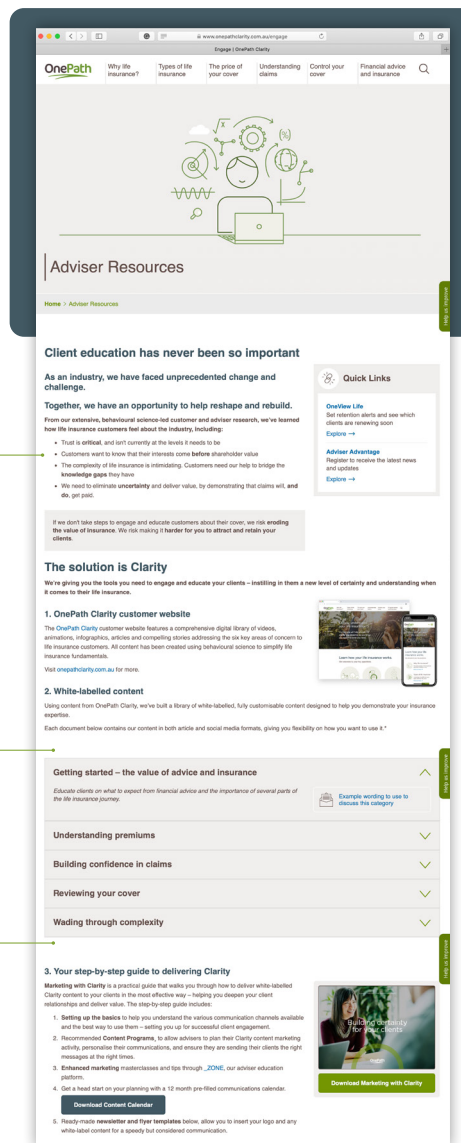 www.onepathclarity.com.au/engage
Engage | OnePath Clarity
OnePath
Why life
insurance?
Types of life
insurance
The price of
your cover
Understanding
claims
Control your
cover
Financial advice
and insurance
√x
(%)
Adviser Resources
Home / Adviser Resources
Help us improve
Client education has never been so important
As an industry, we have faced unprecedented change and
challenge.
Together, we have an opportunity to help reshape and rebuild.
From our extensive, behavioural science-led customer and adviser research, we've learned
how life insurance customers feel about the industry, including:
• Trust is critical, and isn't currently at the levels it needs to be
• Customers want to know that their interests come before shareholder value
• The complexity of life insurance is intimidating. Customers need our help to bridge the
knowledge gaps they have
• We need to eliminate uncertainty and deliver value, by demonstrating that claims will, and
do, get paid.
If we don't take steps to engage and educate customers about their cover, we risk eroding
the value of insurance. We risk making it harder for you to attract and retain your
clients.
Quick Links
OneView Life
Set retention alerts and see which
clients are renewing soon
Explore →
Adviser Advantage
Register to receive the latest news
and updates
Explore →
The solution is Clarity
We're giving you the tools you need to engage and educate your clients – instilling in them a new level of certainty and understanding when
it comes to their life insurance.
1. OnePath Clarity customer website
The OnePath Clarity customer website features a comprehensive digital library of videos,
animations, infographics, articles and compelling stories addressing the six key areas of concern to
life insurance customers. All content has been created using behavioural science to simplify life
insurance fundamentals.
Visit onepathclarity.com.au for more.
2. White-labelled content
Using content from OnePath Clarity, we've built a library of white-labelled, fully customisable content designed to help you demonstrate your insurance
expertise.
Each document below contains our content in both article and social media formats, giving you flexibility on how you want to use it.*
Getting started – the value of advice and insurance
Educate clients on what to expect from financial advice and the importance of several parts of
the life insurance journey.
Example wording to use to
discuss this category
Help us improve
Understanding premiums
Building confidence in claims
Reviewing your cover
Wading through complexity
Help us improve
3. Your step-by-step guide to delivering Clarity
Marketing with Clarity is a practical guide that walks you through how to deliver white-labelled
Clarity content to your clients in the most effective way – helping you deepen your client
relationships and deliver value. The step-by-step guide includes:
1. Setting up the basics to help you understand the various communication channels available
and the best way to use them – setting you up for successful client engagement.
2. Recommended Content Programs, to allow advisers to plan their Clarity content marketing
activity, personalise their communications, and ensure they are sending their clients the right
messages at the right times.
3. Enhanced marketing masterclasses and tips through _ZONE, our adviser education
platform.
4. Get a head start on your planning with a 12 month pre-filled communications calendar.
Download Content Calendar
5. Ready-made newsletter and flyer templates below, allow you to insert your logo and any
white-label content for a speedy but considered communication.
Building certainty
for your clients
Download Marketing with Clarity